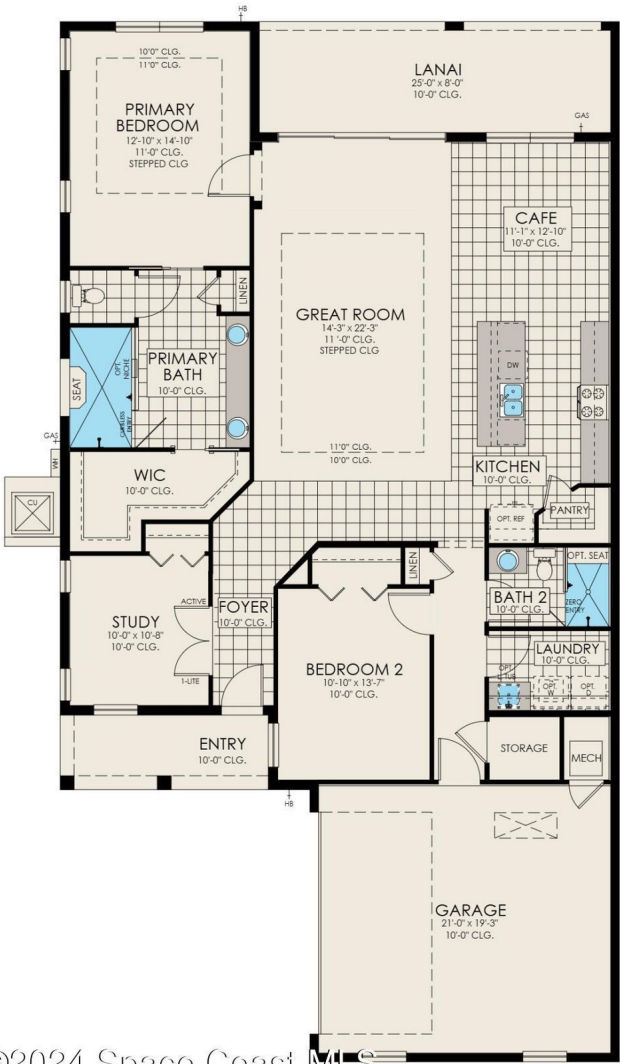 HB
10'0" CLG.
11'0" CLG.
PRIMARY
BEDROOM
12'-10" x 14'-10"
11'-0" CLG.
STEPPED CLG
LANAI
25'-0" x 8'-0"
10'-0" CLG.
GAS
CAFE
11'-1" x 12'-10"
10'-0" CLG.
LINEN
GREAT ROOM
14'-3" x 22'-3"
11'-0" CLG.
STEPPED CLG
11'0" CLG.
10'0" CLG.
SEAT
OPT.
NICHE
CURBLESS
ENTRY
PRIMARY
BATH
10'-0" CLG.
DW
GAS
WH
CU
WIC
10'-0" CLG.
KITCHEN
10'-0" CLG.
OPT. REF
PANTRY
STUDY
10'-0" x 10'-8"
10'-0" CLG.
ACTIVE
1-LITE
FOYER
10'-0" CLG.
LINEN
BEDROOM 2
10'-10" x 13'-7"
10'-0" CLG.
BATH 2
10'-0" CLG.
OPT. SEAT
ZERO
ENTRY
LAUNDRY
10'-0" CLG.
OPT.
L. TUB
OPT.
W
OPT.
D
ENTRY
10'-0" CLG.
HB
STORAGE
MECH
GARAGE
21'-0" x 19'-3"
10'-0" CLG.
©2024 Space Coast MLS